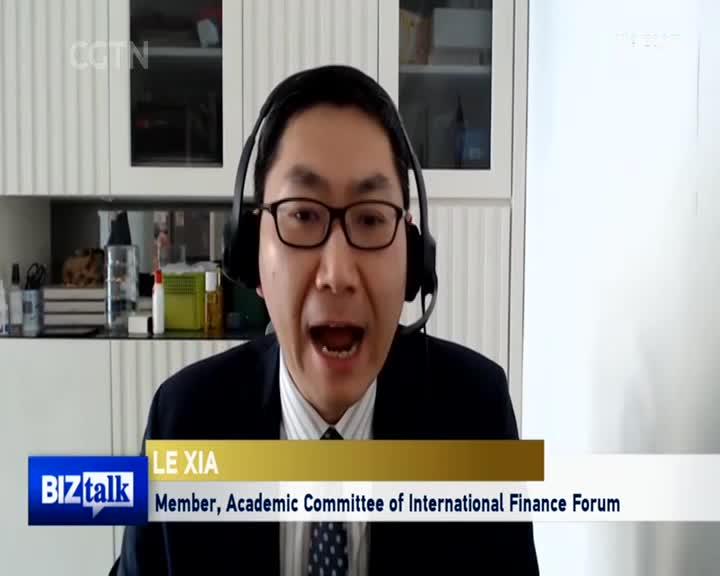 CGTN
LE XIA
BIZtalk
Member, Academic Committee of International Finance Forum